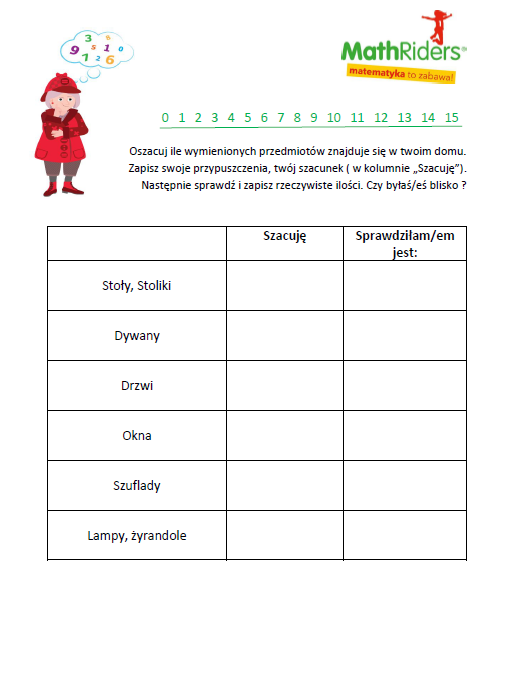 3 9 5 1 0 7 2 6
MathRiders®
matematyka to zabawa!
0 1 2 3 4 5 6 7 8 9 10 11 12 13 14 15
Oszacuj ile wymienionych przedmiotów znajduje się w twoim domu.
Zapisz swoje przypuszczenia, twój szacunek ( w kolumnie „Szacuję”).
Następnie sprawdź i zapisz rzeczywiste ilości. Czy byłaś/eś blisko ?
Szacuję Sprawdziłam/em
jest:
Stoły, Stoliki
Dywany
Drzwi
Okna
Szuflady
Lampy, żyrandole